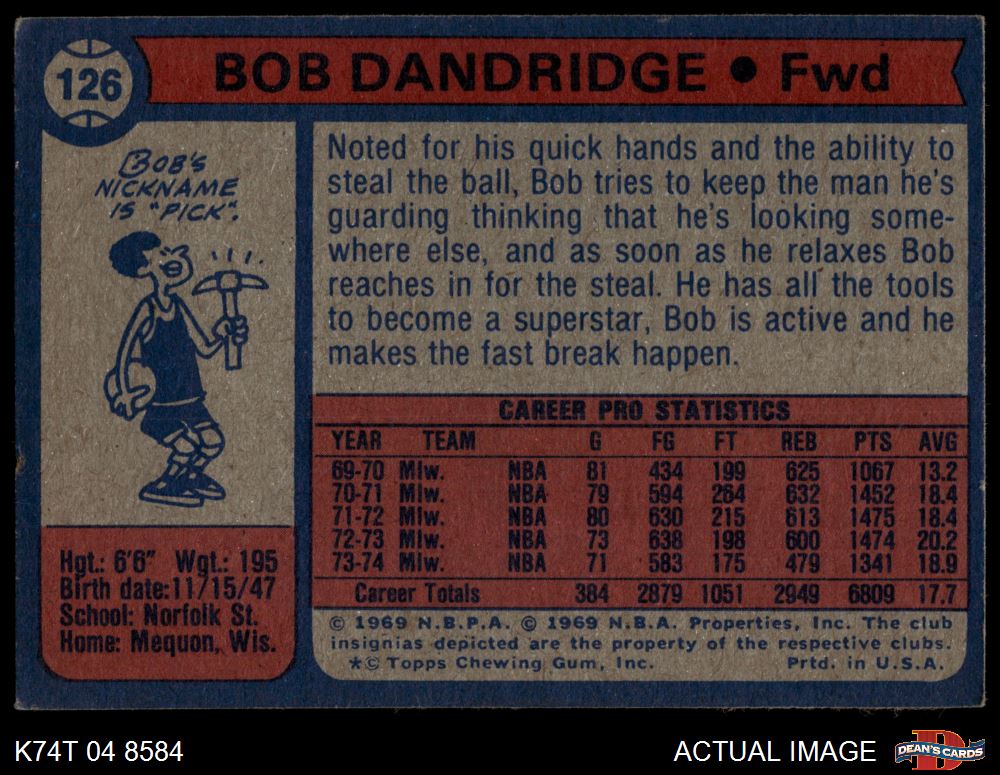 126
BOB DANDRIDGE • Fwd
BOB'S
NICKNAME
IS "PICK".
Noted for his quick hands and the ability to
steal the ball, Bob tries to keep the man he's
guarding thinking that he's looking some-
where else, and as soon as he relaxes Bob
reaches in for the steal. He has all the tools
to become a superstar, Bob is active and he
makes the fast break happen.
Hgt.: 6'6" Wgt.: 195
Birth date:11/15/47
School: Norfolk St.
Home: Mequon, Wis.
CAREER PRO STATISTICS
YEAR TEAM G FG FT REB PTS AVG
69-70 Mlw. NBA 81 434 199 625 1067 13.2
70-71 Mlw. NBA 79 594 264 632 1452 18.4
71-72 Mlw. NBA 80 630 215 613 1475 18.4
72-73 Mlw. NBA 73 638 198 600 1474 20.2
73-74 Mlw. NBA 71 583 175 479 1341 18.9
Career Totals 384 2879 1051 2949 6809 17.7
© 1969 N.B.P.A. © 1969 N.B.A. Properties, Inc. The club
insignias depicted are the property of the respective clubs.
*© Topps Chewing Gum, Inc. Prtd. in U.S.A.
K74T 04 8584
ACTUAL IMAGE
D
DEAN'S CARDS